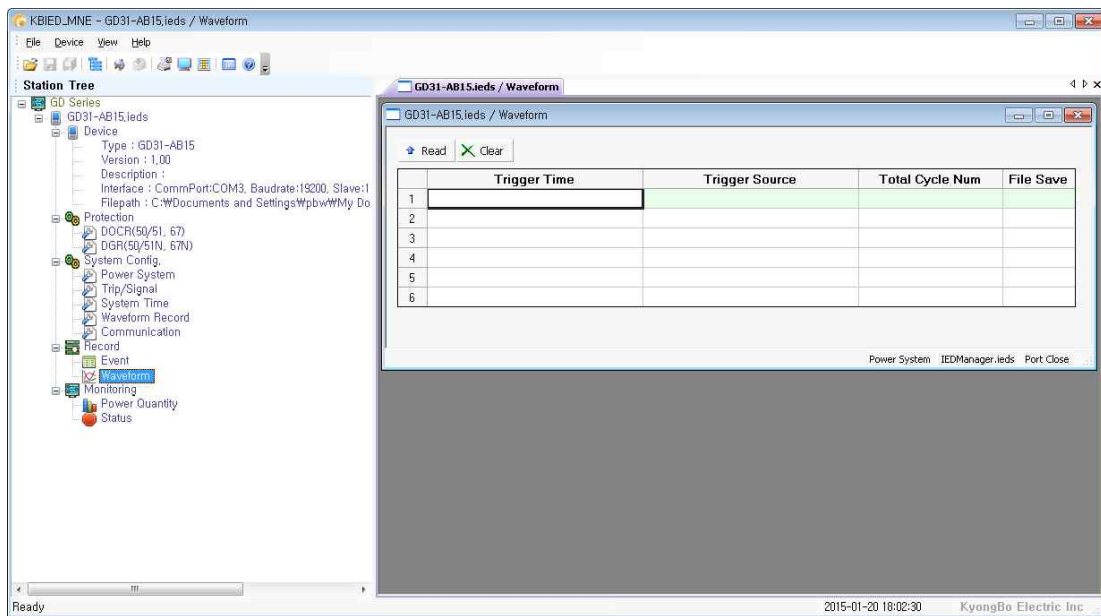 KBIED_MNE - GD31-AB15.ieds / Waveform
File Device View Help
Station Tree
GD31-AB15.ieds / Waveform
GD Series
GD31-AB15.ieds
Device
Type : GD31-AB15
Version : 1.00
Description :
Interface : CommPort:COM3, Baudrate:19200, Slave:1
Filepath : C:₩Documents and Settings₩pbw₩My Do
Protection
DOCR(50/51, 67)
DGR(50/51N, 67N)
System Config.
Power System
Trip/Signal
System Time
Waveform Record
Communication
Record
Event
Waveform
Monitoring
Power Quantity
Status
GD31-AB15.ieds / Waveform
Read Clear
Trigger Time Trigger Source Total Cycle Num File Save
1
2
3
4
5
6
Power System IEDManager.ieds Port Close
Ready 2015-01-20 18:02:30 KyongBo Electric Inc